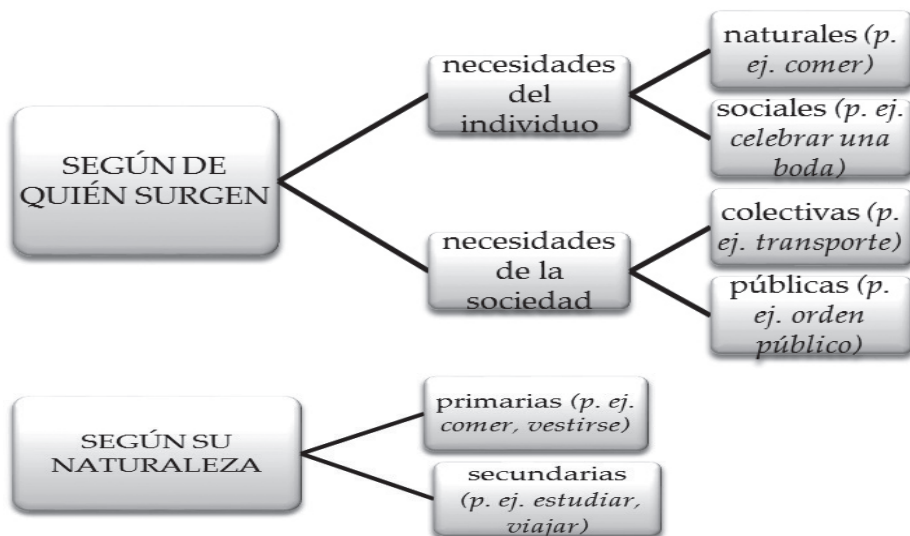 SEGÚN DE
QUIÉN SURGEN
necesidades
del
individuo
naturales (p.
ej. comer)
sociales (p. ej.
celebrar una
boda)
necesidades
de la
sociedad
colectivas (p.
ej. transporte)
públicas (p.
ej. orden
público)
SEGÚN SU
NATURALEZA
primarias (p. ej.
comer, vestirse)
secundarias
(p. ej. estudiar,
viajar)